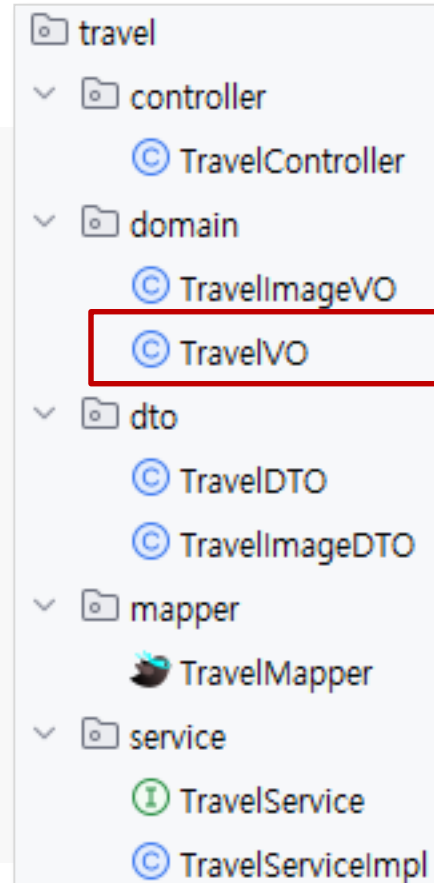 travel
controller
C TravelController
domain
C TravelImageVO
C TravelVO
dto
C TravelDTO
C TravelImageDTO
mapper
TravelMapper
service
I TravelService
C TravelServiceImpl